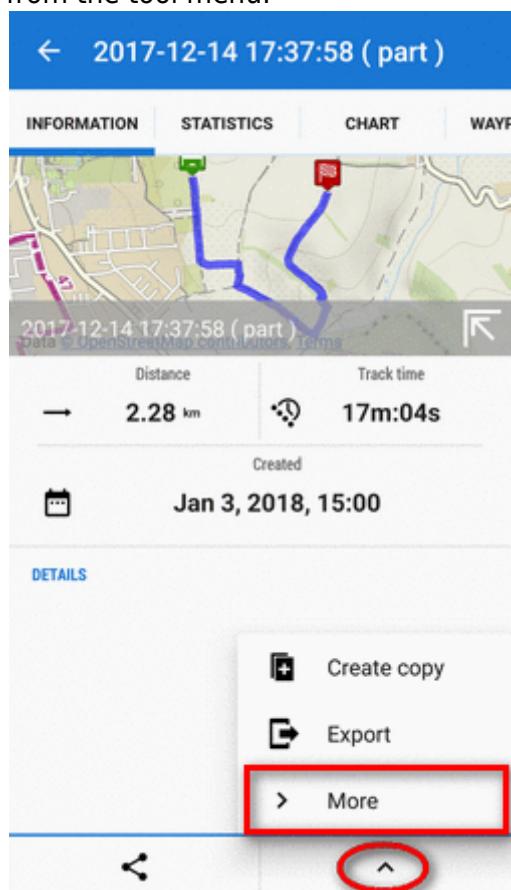 from the tool menu.
2017-12-14 17:37:58 ( part )
INFORMATION STATISTICS CHART WAYP
47
2017-12-14 17:37:58 ( part )
Data © OpenStreetMap contributors, Terms
Distance Track time
2.28 km 17m:04s
Created
Jan 3, 2018, 15:00
DETAILS
Create copy
Export
More